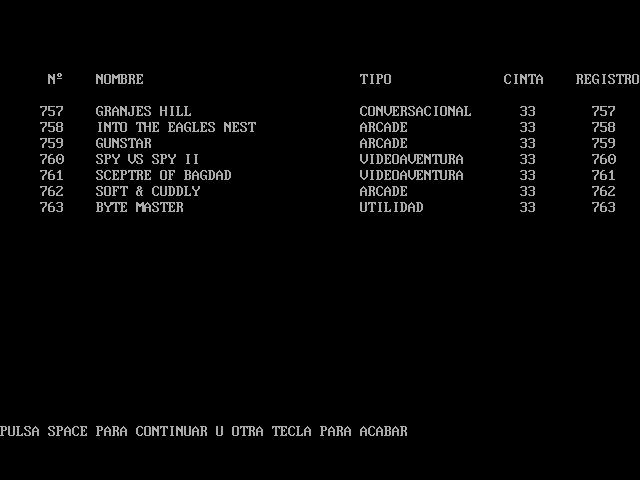 Nº NOMBRE TIPO CINTA REGISTRO
757 GRANJES HILL CONVERSACIONAL 33 757
758 INTO THE EAGLES NEST ARCADE 33 758
759 GUNSTAR ARCADE 33 759
760 SPY VS SPY II VIDEOAVENTURA 33 760
761 SCEPTRE OF BAGDAD VIDEOAVENTURA 33 761
762 SOFT & CUDDLY ARCADE 33 762
763 BYTE MASTER UTILIDAD 33 763
PULSA SPACE PARA CONTINUAR U OTRA TECLA PARA ACABAR